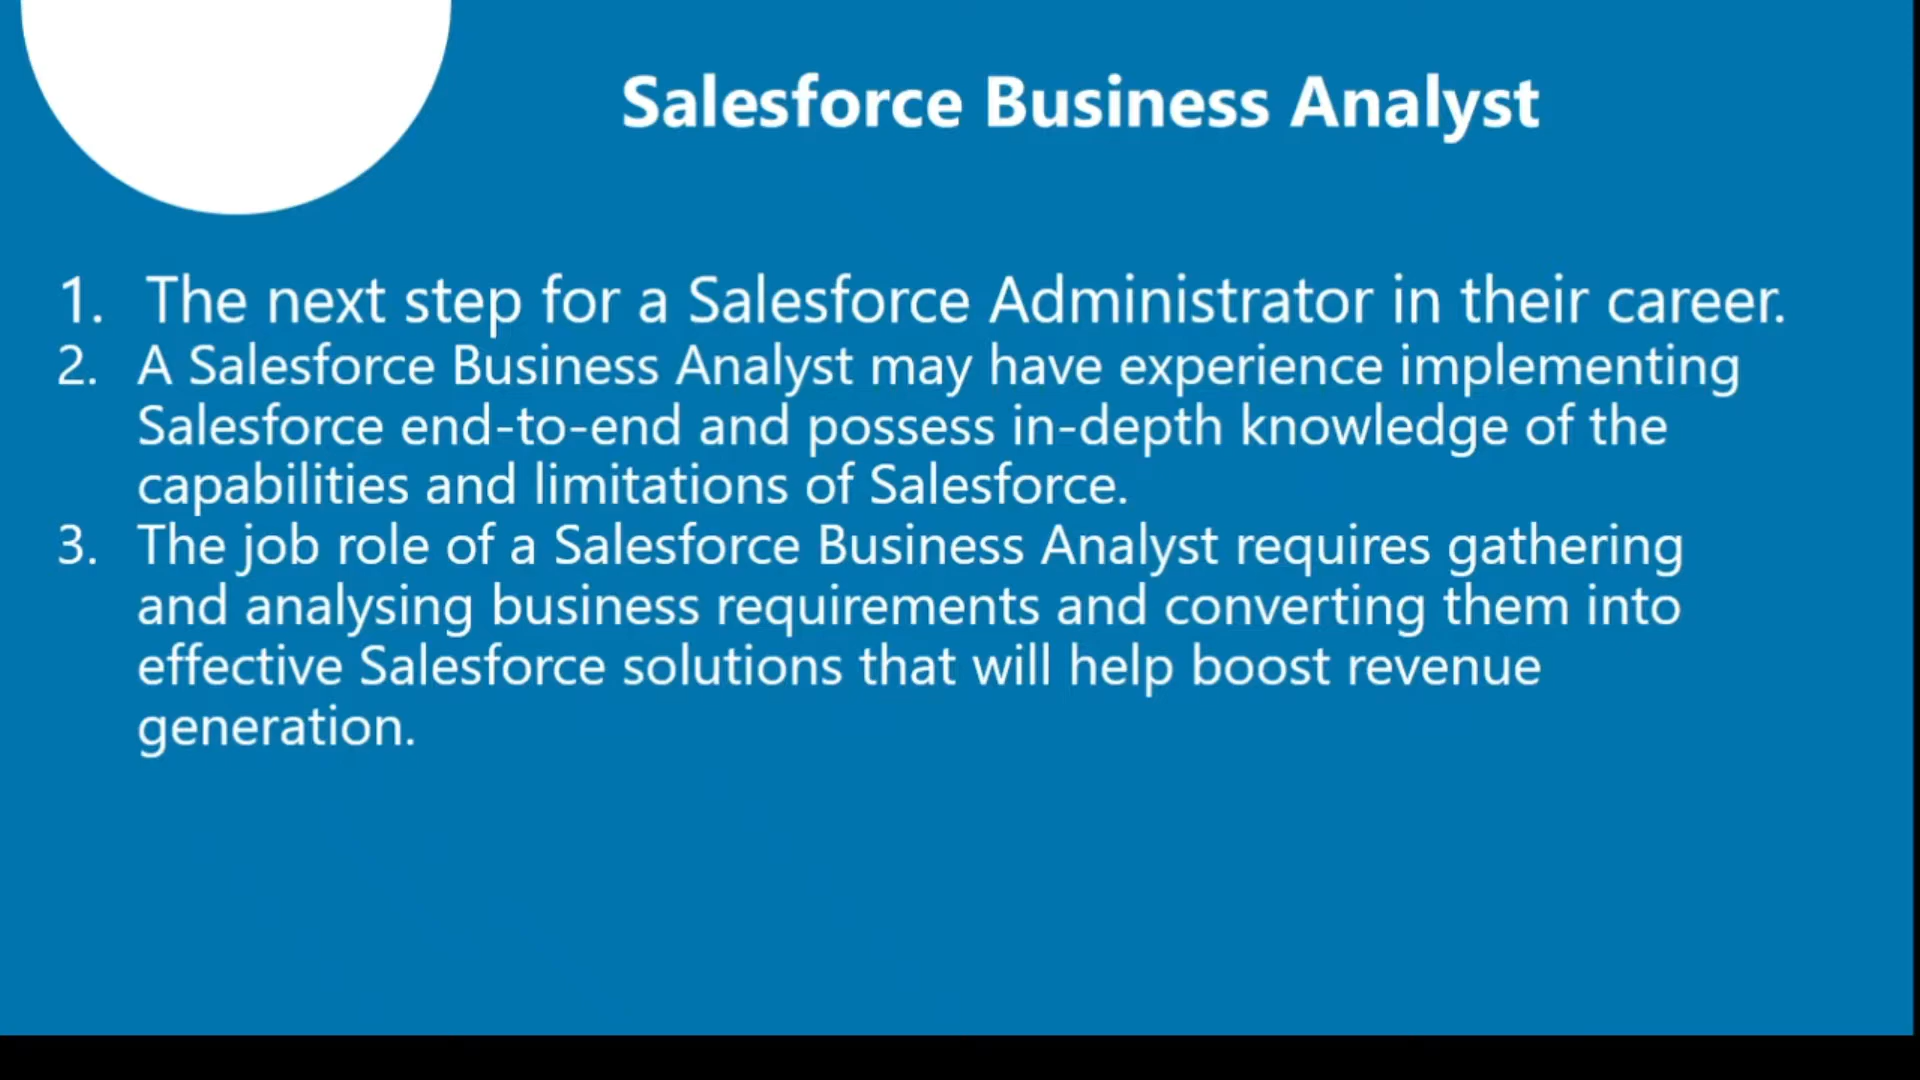 Salesforce Business Analyst
1. The next step for a Salesforce Administrator in their career.
2. A Salesforce Business Analyst may have experience implementing
Salesforce end-to-end and possess in-depth knowledge of the
capabilities and limitations of Salesforce.
3. The job role of a Salesforce Business Analyst requires gathering
and analysing business requirements and converting them into
effective Salesforce solutions that will help boost revenue
generation.